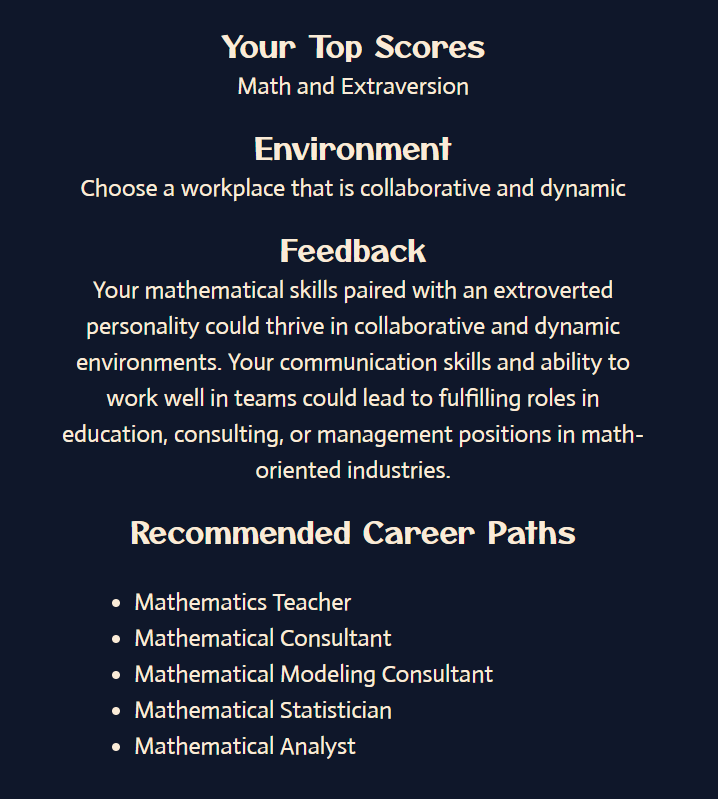 Your Top Scores
Math and Extraversion
Environment
Choose a workplace that is collaborative and dynamic
Feedback
Your mathematical skills paired with an extroverted
personality could thrive in collaborative and dynamic
environments. Your communication skills and ability to
work well in teams could lead to fulfilling roles in
education, consulting, or management positions in math-
oriented industries.
Recommended Career Paths
• Mathematics Teacher
• Mathematical Consultant
• Mathematical Modeling Consultant
• Mathematical Statistician
• Mathematical Analyst